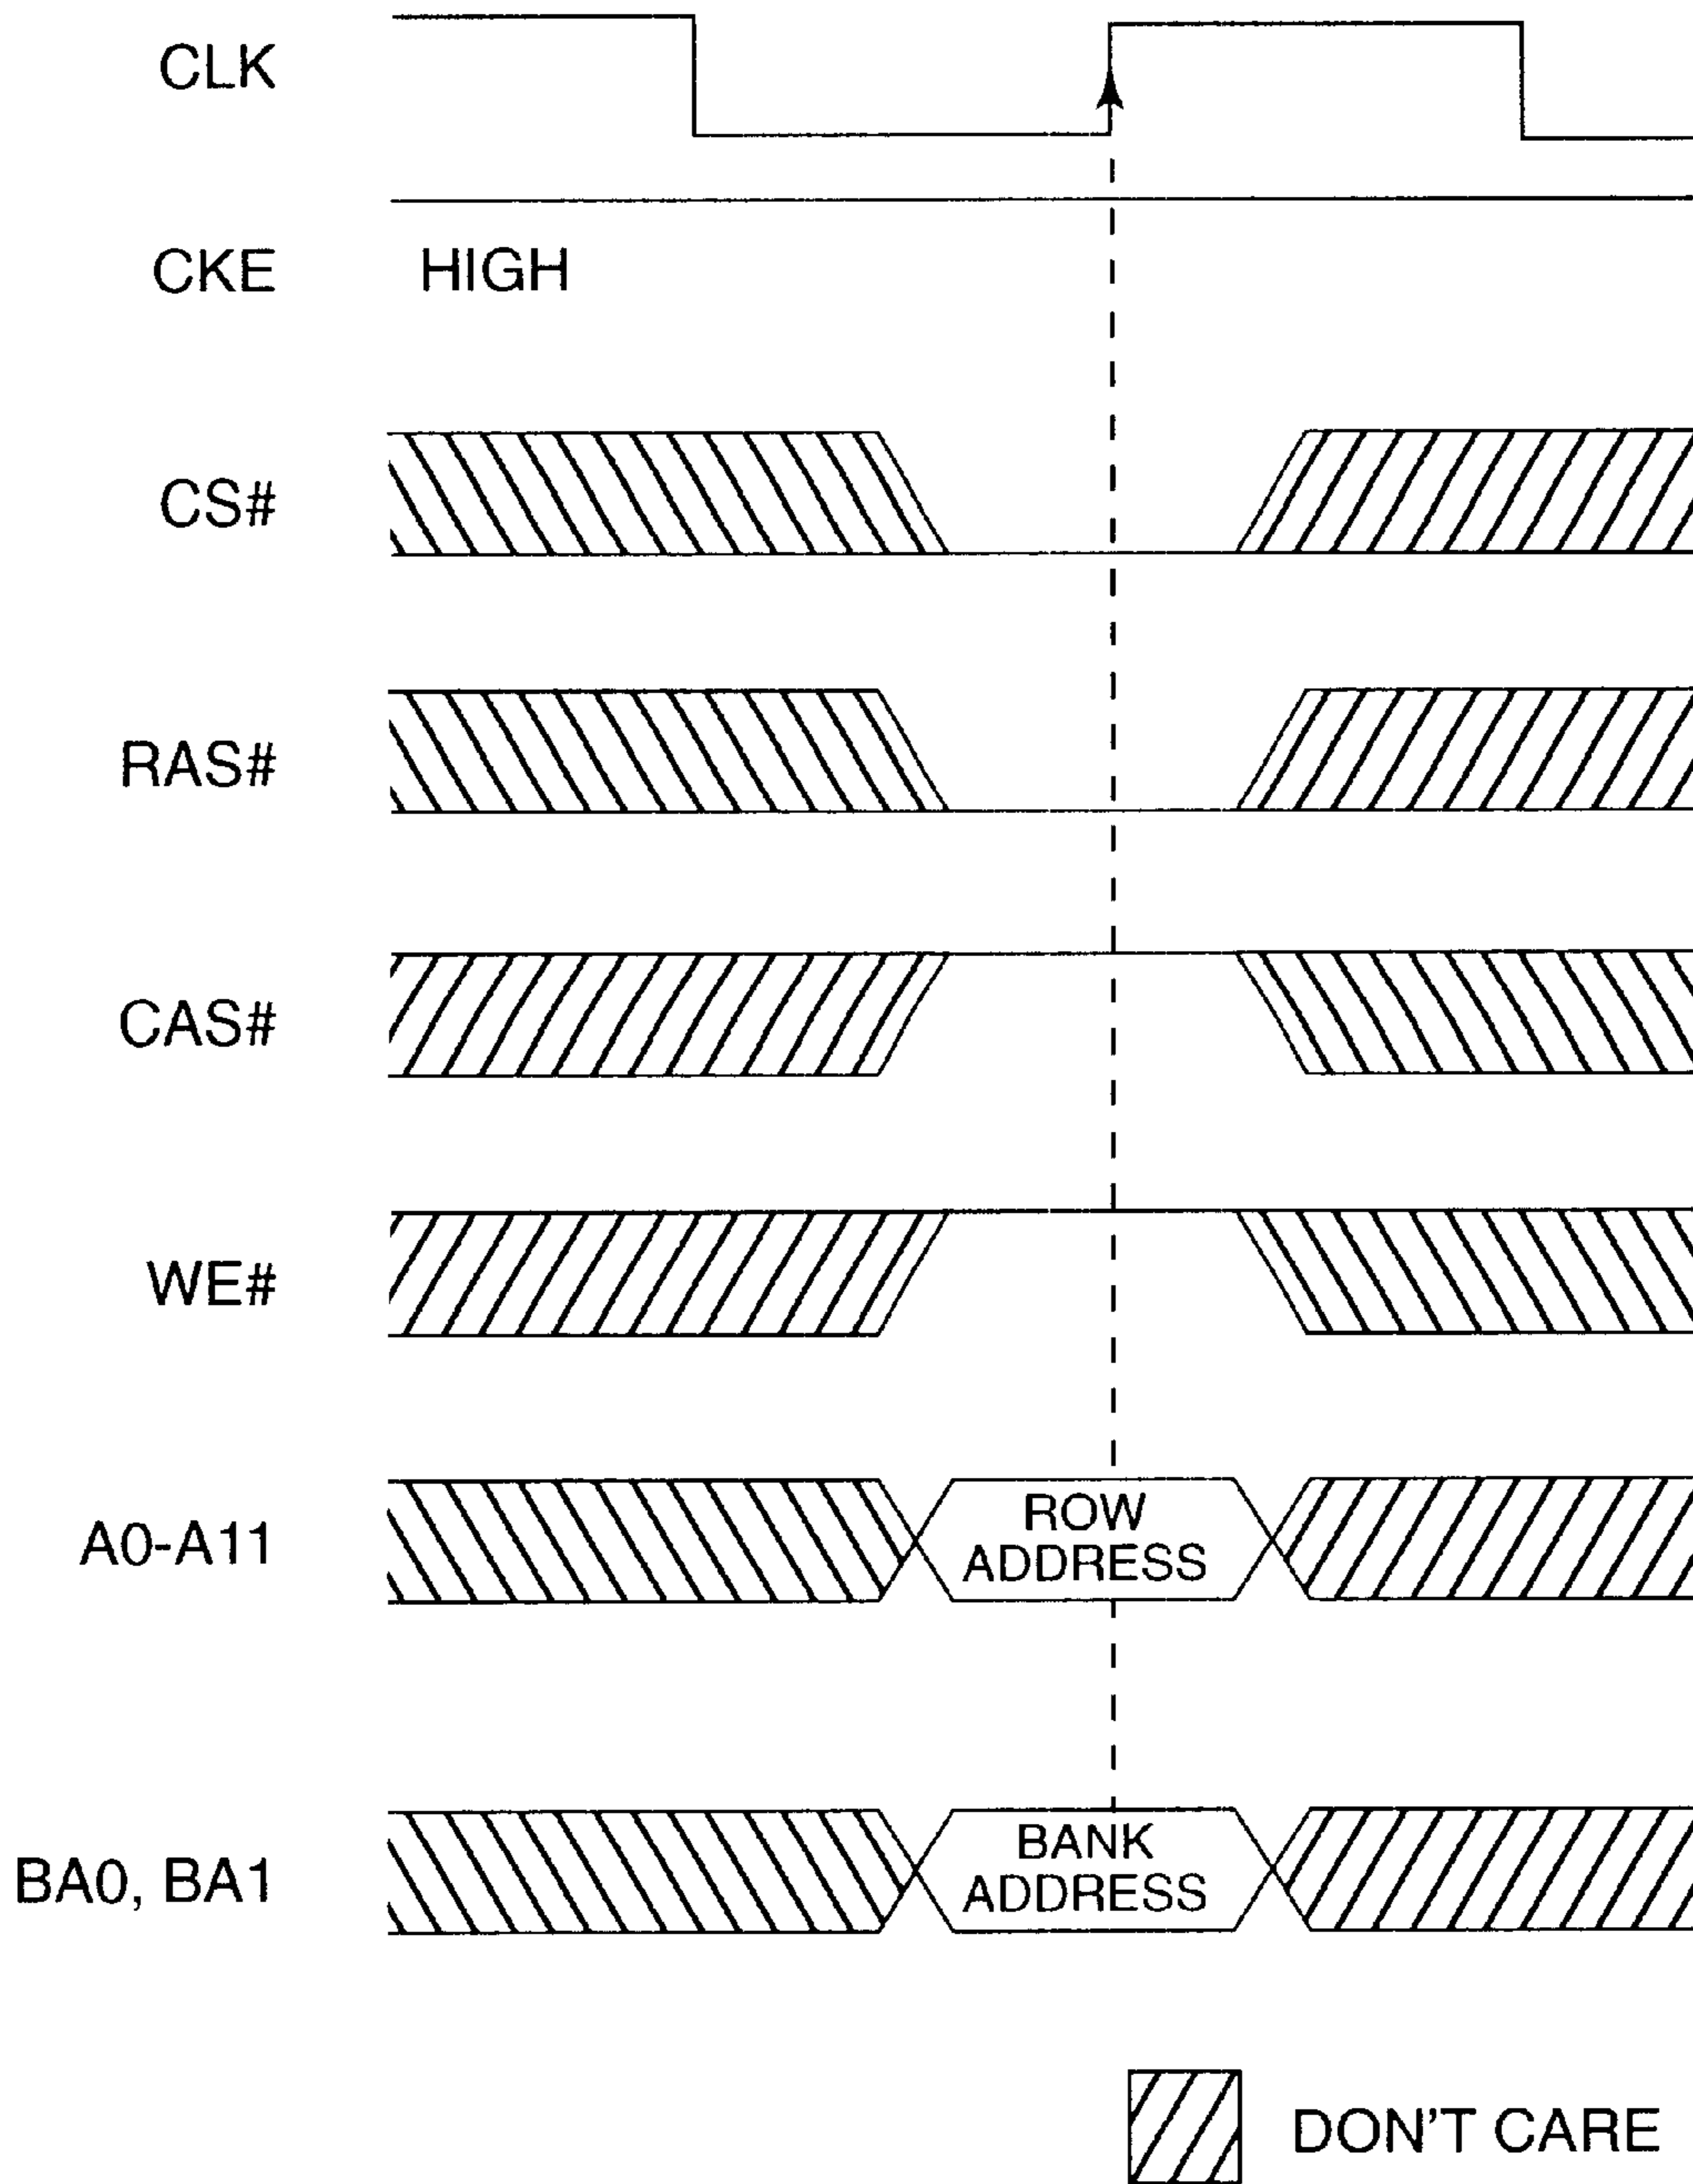 CLK
CKE HIGH
CS#
RAS#
CAS#
WE#
A0-A11
ROW
ADDRESS
BA0, BA1
BANK
ADDRESS
DON'T CARE